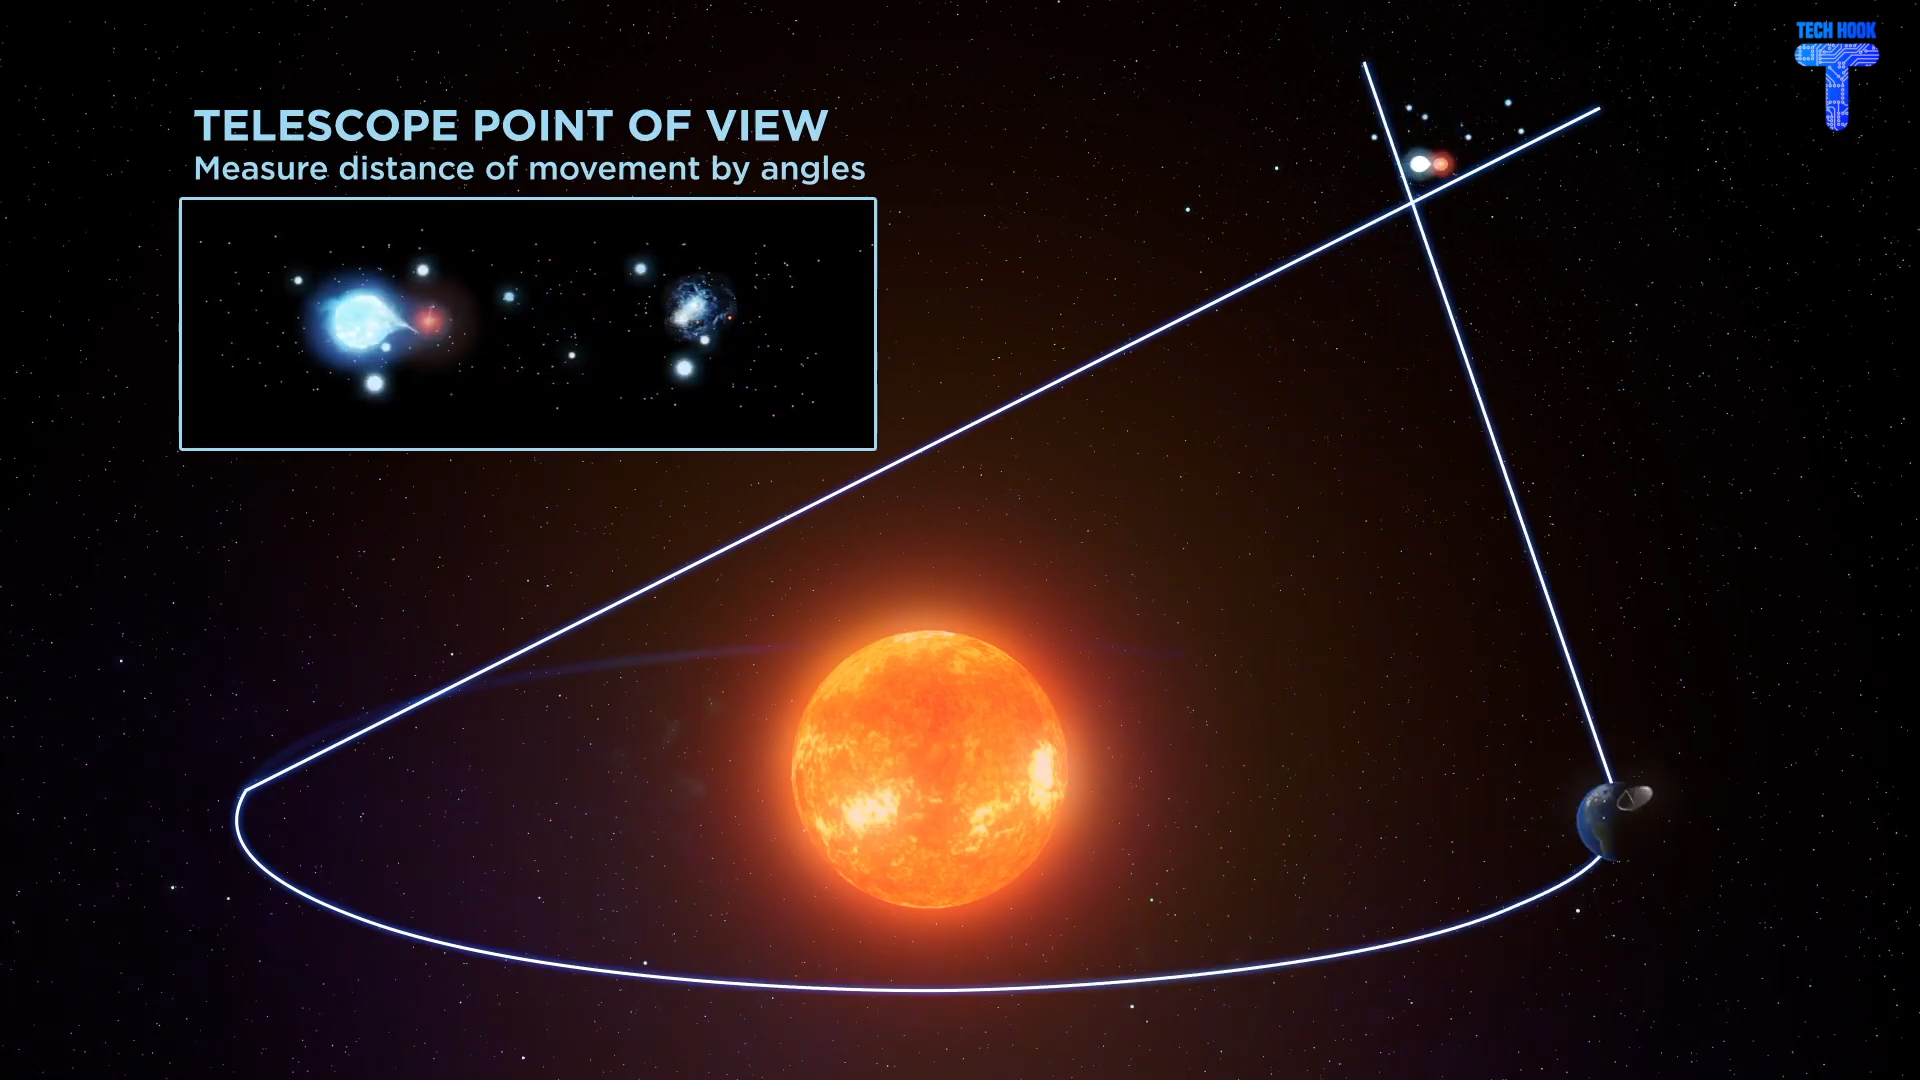 TECH HOOK
TELESCOPE POINT OF VIEW
Measure distance of movement by angles